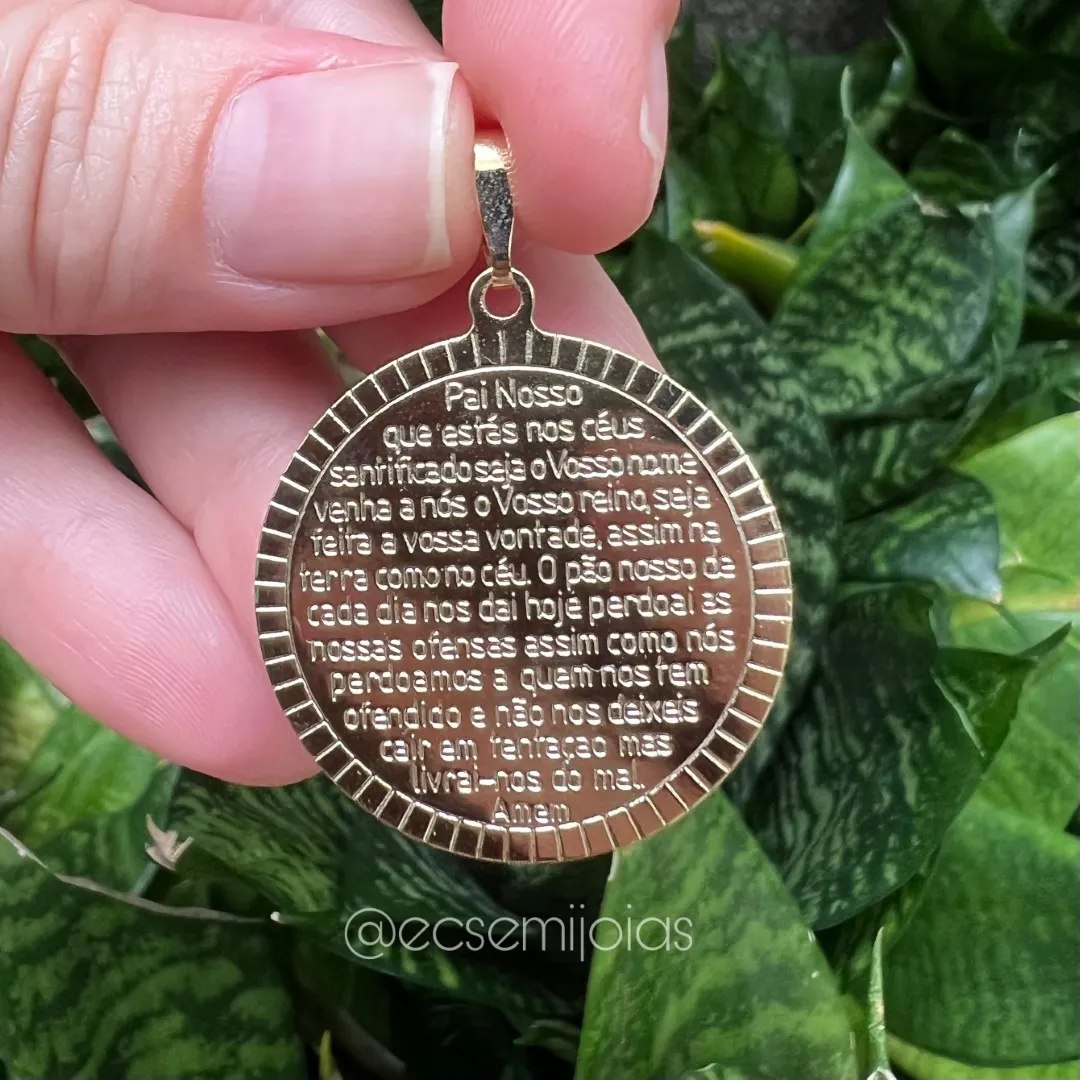 Pai Nosso
que estás nos céus
santificado seja o Vosso nome
venha a nós o Vosso reino, seja
feita a vossa vontade, assim na
terra como no céu. O pão nosso de
cada dia nos dai hoje perdoai as
nossas ofensas assim como nós
perdoamos a quem nos tem
ofendido e não nos deixeis
cair em tentaçao mas
livrai-nos do mal.
Amem
@ecsemijoias